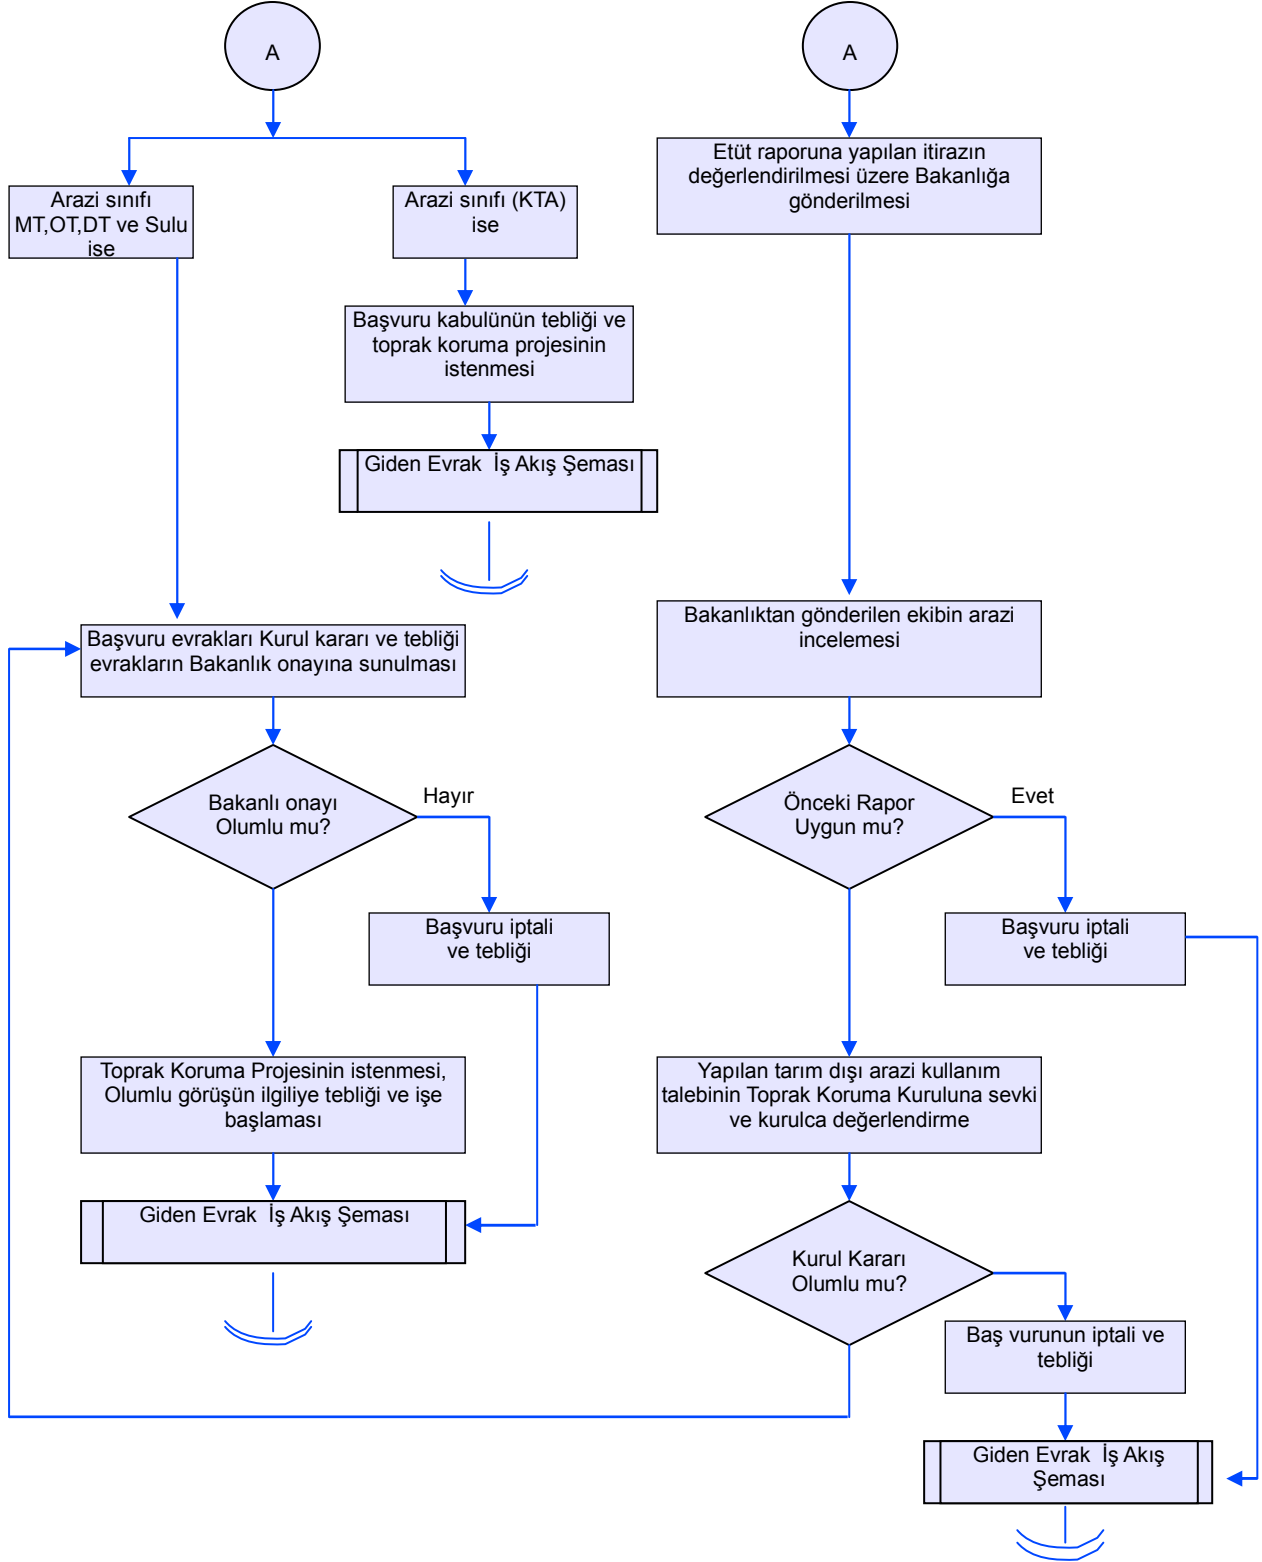 A
Arazi sınıfı
MT,OT,DT ve Sulu
ise
Arazi sınıfı (KTA)
ise
Başvuru kabulünün tebliği ve
toprak koruma projesinin
istenmesi
Giden Evrak  İş Akış Şeması
Başvuru evrakları Kurul kararı ve tebliği
evrakların Bakanlık onayına sunulması
Bakanlı onayı
Olumlu mu?
Hayır
Başvuru iptali
ve tebliği
Toprak Koruma Projesinin istenmesi,
Olumlu görüşün ilgiliye tebliği ve işe
başlaması
Giden Evrak  İş Akış Şeması
A
Etüt raporuna yapılan itirazın
değerlendirilmesi üzere Bakanlığa
gönderilmesi
Bakanlıktan gönderilen ekibin arazi
incelemesi
Önceki Rapor
Uygun mu?
Evet
Başvuru iptali
ve tebliği
Yapılan tarım dışı arazi kullanım
talebinin Toprak Koruma Kuruluna sevki
ve kurulca değerlendirme
Kurul Kararı
Olumlu mu?
Baş vurunun iptali ve
tebliği
Giden Evrak  İş Akış
Şeması